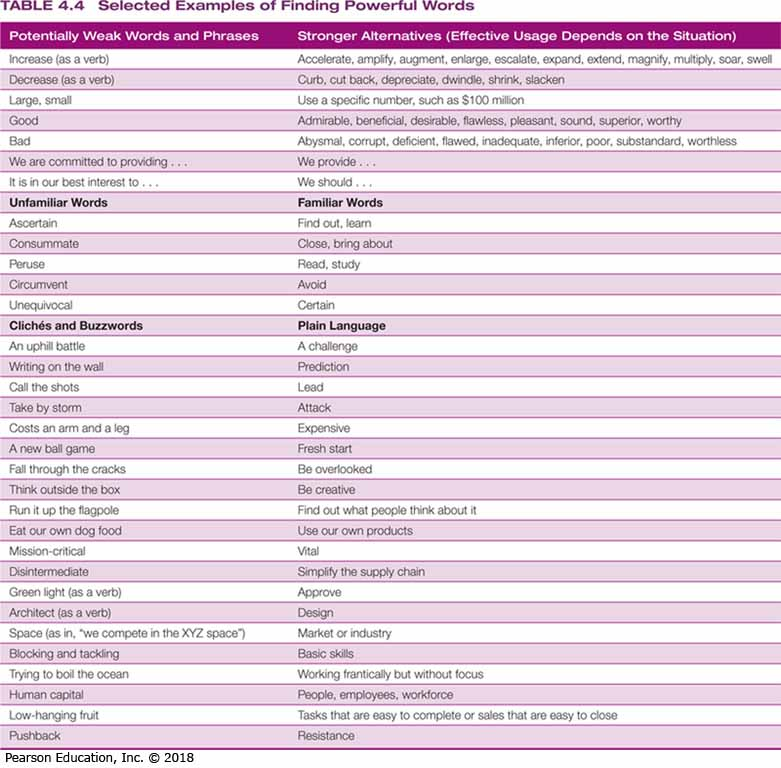 TABLE 4.4 Selected Examples of Finding Powerful Words
Potentially Weak Words and Phrases Stronger Alternatives (Effective Usage Depends on the Situation)
Increase (as a verb) Accelerate, amplify, augment, enlarge, escalate, expand, extend, magnify, multiply, soar, swell
Decrease (as a verb) Curb, cut back, depreciate, dwindle, shrink, slacken
Large, small Use a specific number, such as $100 million
Good Admirable, beneficial, desirable, flawless, pleasant, sound, superior, worthy
Bad Abysmal, corrupt, deficient, flawed, inadequate, inferior, poor, substandard, worthless
We are committed to providing . . . We provide . . .
It is in our best interest to . . . We should . . .
Unfamiliar Words Familiar Words
Ascertain Find out, learn
Consummate Close, bring about
Peruse Read, study
Circumvent Avoid
Unequivocal Certain
Clichés and Buzzwords Plain Language
An uphill battle A challenge
Writing on the wall Prediction
Call the shots Lead
Take by storm Attack
Costs an arm and a leg Expensive
A new ball game Fresh start
Fall through the cracks Be overlooked
Think outside the box Be creative
Run it up the flagpole Find out what people think about it
Eat our own dog food Use our own products
Mission-critical Vital
Disintermediate Simplify the supply chain
Green light (as a verb) Approve
Architect (as a verb) Design
Space (as in, “we compete in the XYZ space”) Market or industry
Blocking and tackling Basic skills
Trying to boil the ocean Working frantically but without focus
Human capital People, employees, workforce
Low-hanging fruit Tasks that are easy to complete or sales that are easy to close
Pushback Resistance
Pearson Education, Inc. © 2018